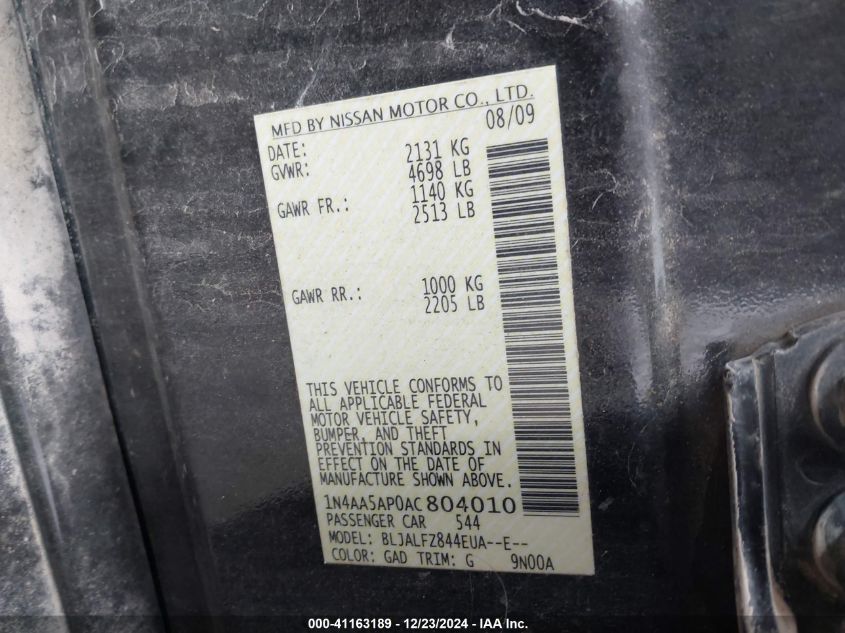 MFD BY NISSAN MOTOR CO., LTD.
DATE: 08/09
GVWR: 2131 KG
4698 LB
GAWR FR.: 1140 KG
2513 LB
GAWR RR.: 1000 KG
2205 LB
THIS VEHICLE CONFORMS TO
ALL APPLICABLE FEDERAL
MOTOR VEHICLE SAFETY,
BUMPER, AND THEFT
PREVENTION STANDARDS IN
EFFECT ON THE DATE OF
MANUFACTURE SHOWN ABOVE.
1N4AA5AP0AC804010
PASSENGER CAR 544
MODEL: BLJALFZ844EUA--E--
COLOR: GAD TRIM: G 9N00A
000-41163189 - 12/23/2024 - IAA Inc.